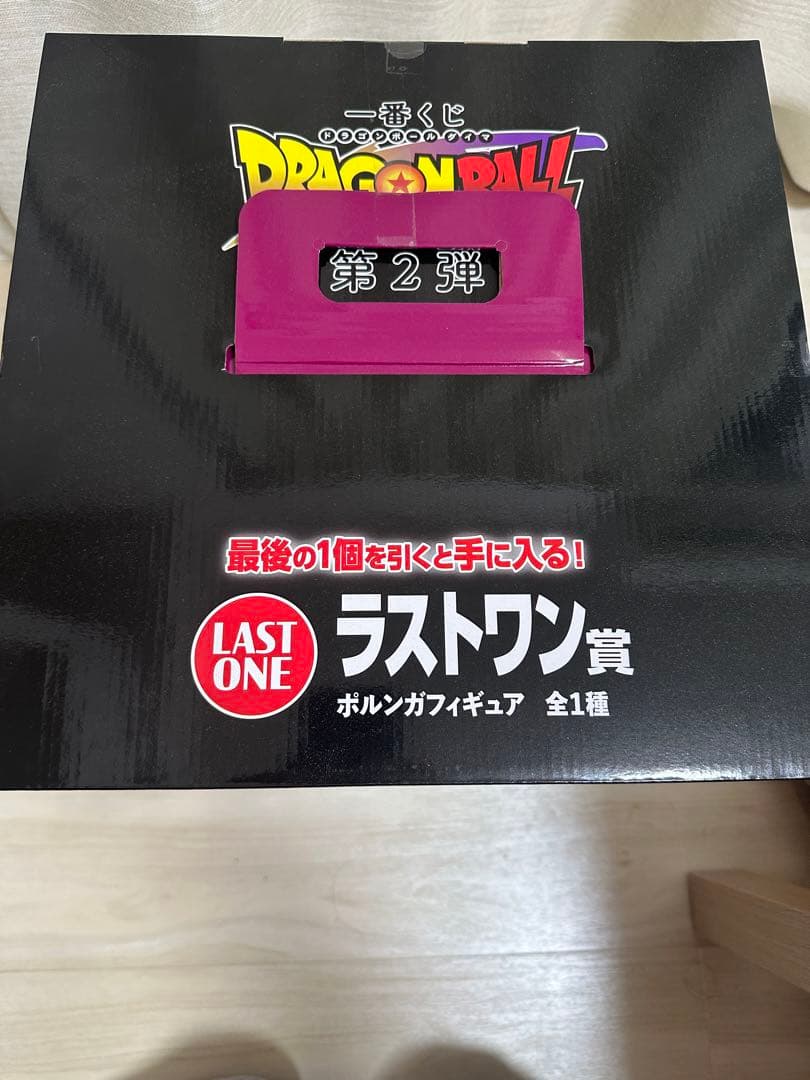 一番くじ
ドラゴンボールダイマ
DRAGON BALL
第2弾
最後の1個を引くと手に入る!
LAST
ONE
ラストワン賞
ポルンガフィギュア 全1種